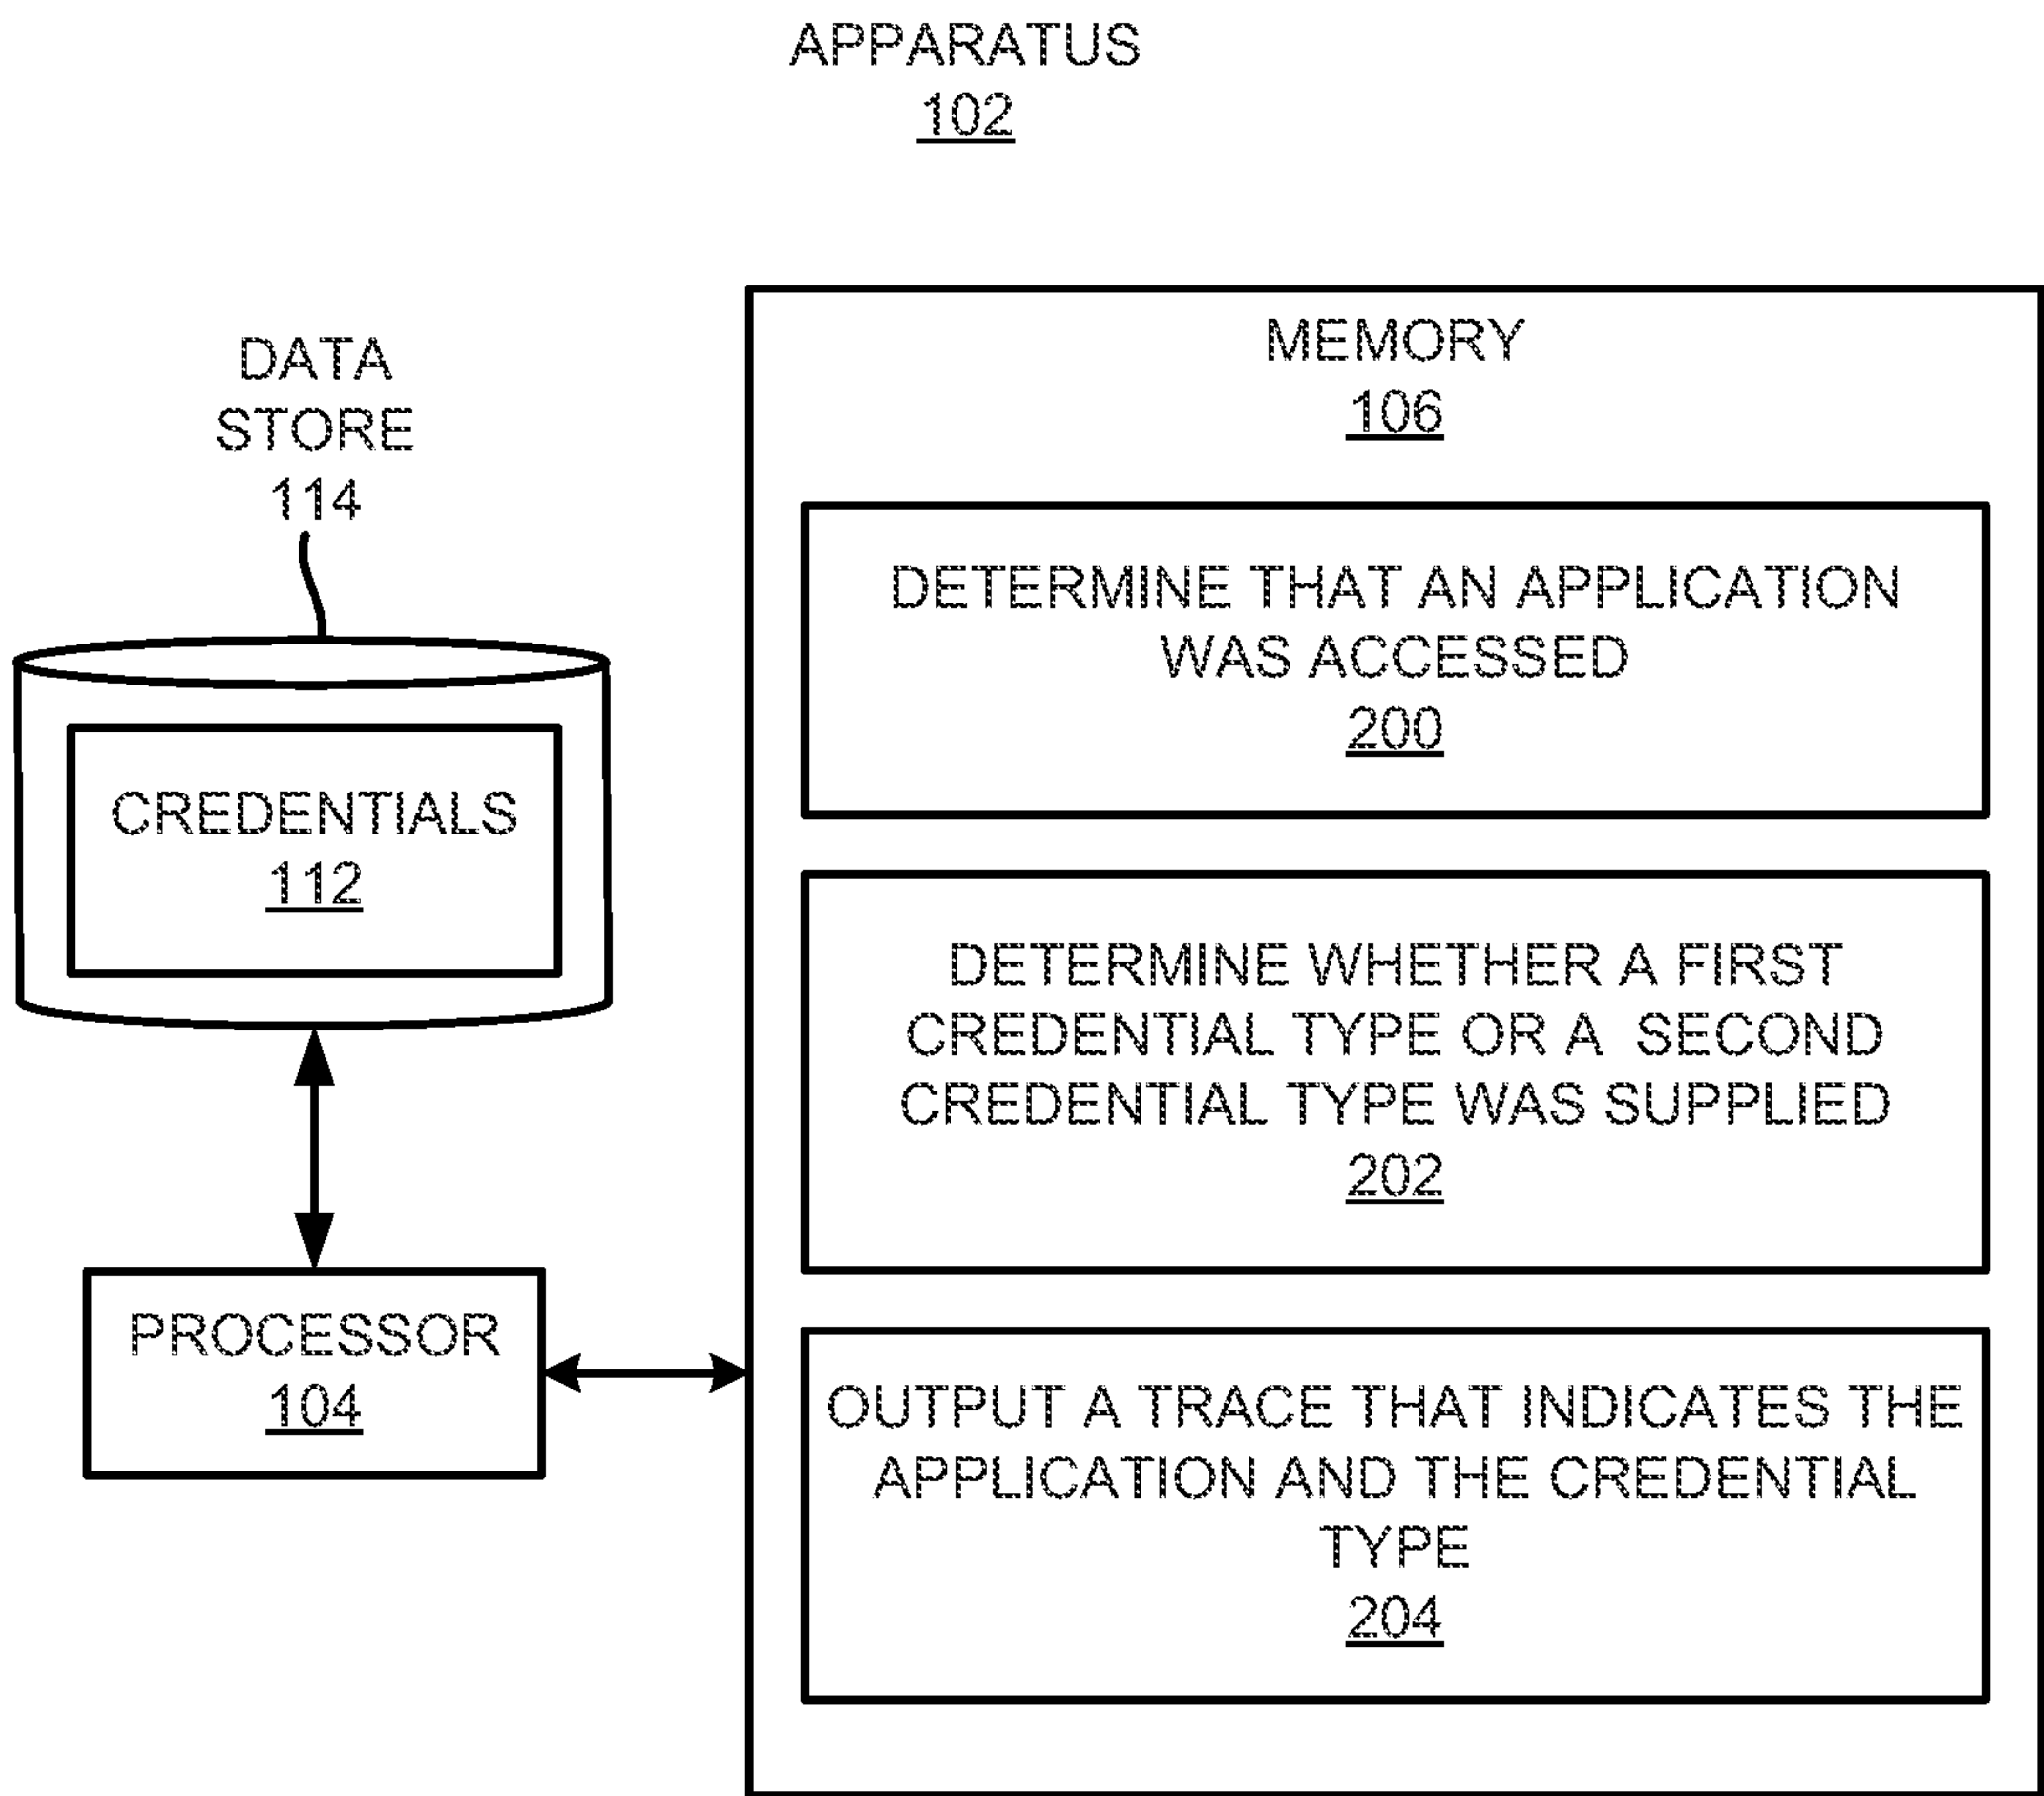 APPARATUS
102
DATA
STORE
114
CREDENTIALS
112
PROCESSOR
104
MEMORY
106
DETERMINE THAT AN APPLICATION
WAS ACCESSED
200
DETERMINE WHETHER A FIRST
CREDENTIAL TYPE OR A SECOND
CREDENTIAL TYPE WAS SUPPLIED
202
OUTPUT A TRACE THAT INDICATES THE
APPLICATION AND THE CREDENTIAL
TYPE
204